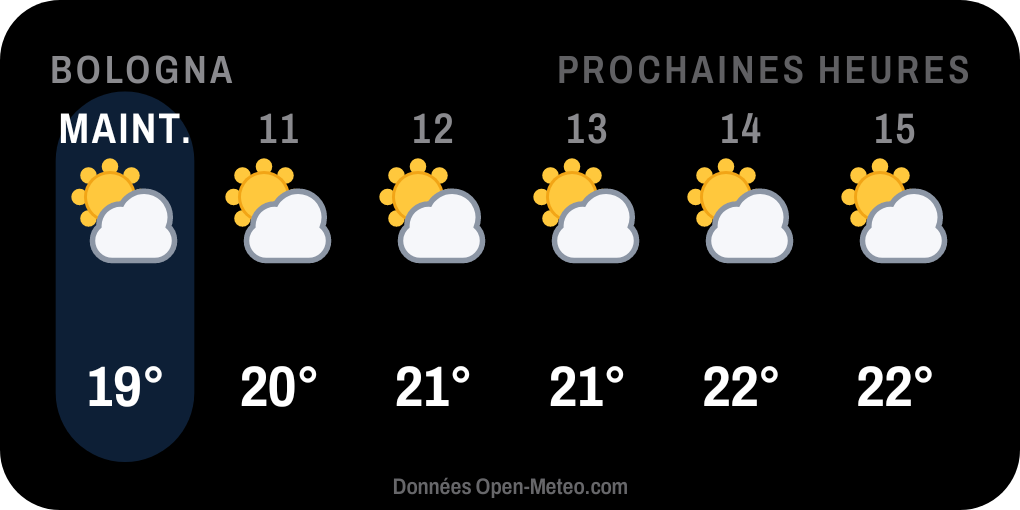 BOLOGNA PROCHAINES HEURES
MAINT. 11 12 13 14 15
19° 20° 21° 21° 22° 22°
Données Open-Meteo.com